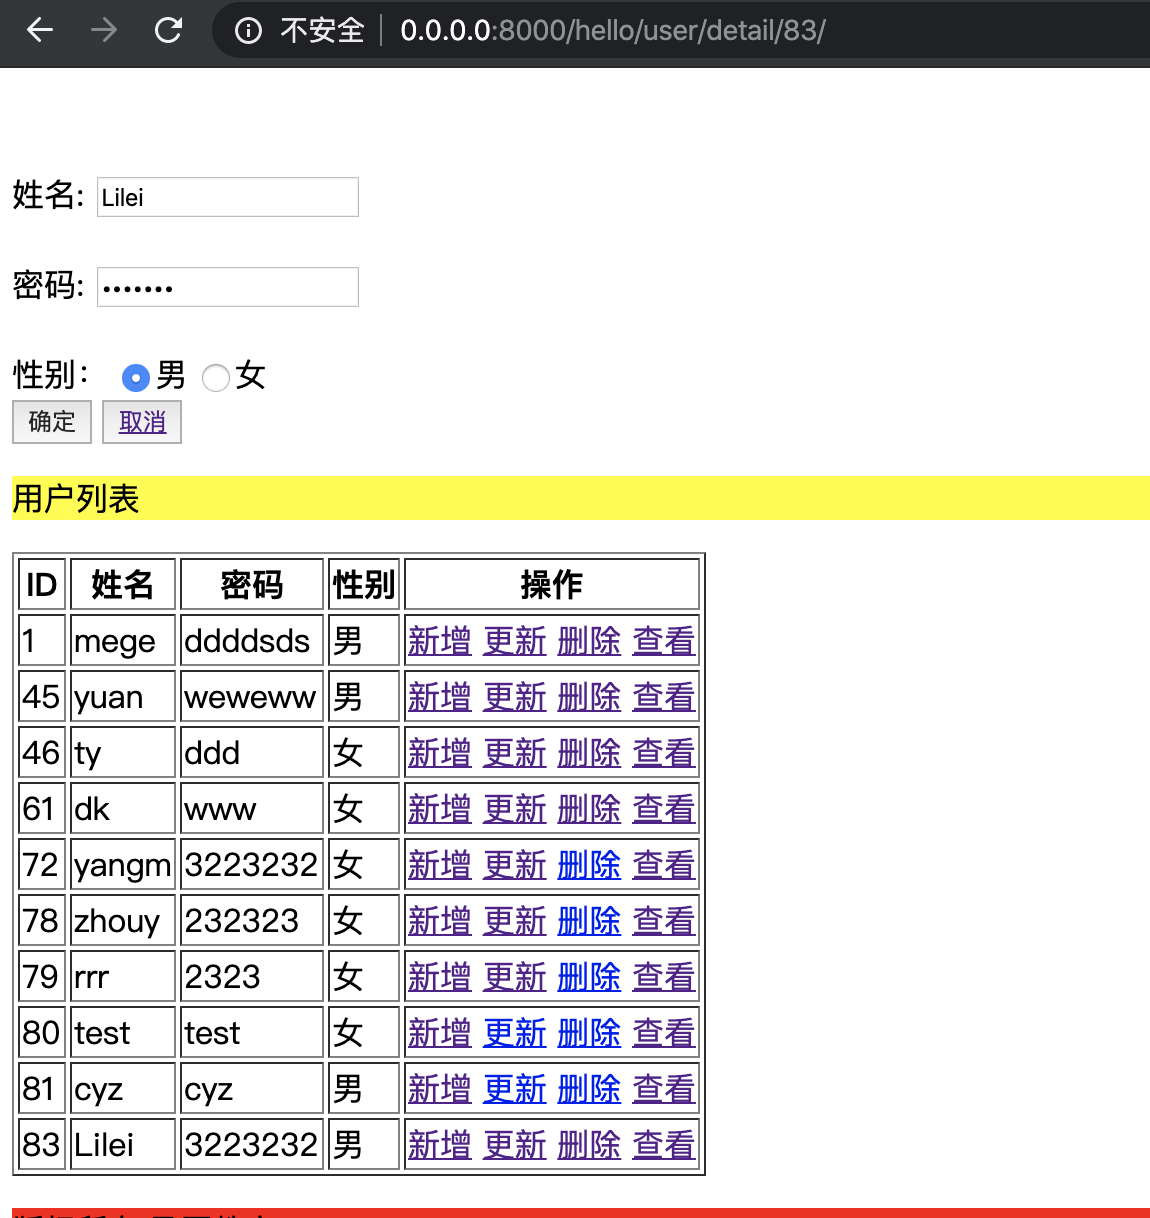 不安全 0.0.0.0:8000/hello/user/detail/83/
姓名: Lilei
密码: •••••••
性别： 男 女
确定 取消
用户列表
ID 姓名 密码 性别 操作
1 mege ddddsds 男 新增 更新 删除 查看
45 yuan weweww 男 新增 更新 删除 查看
46 ty ddd 女 新增 更新 删除 查看
61 dk www 女 新增 更新 删除 查看
72 yangm 3223232 女 新增 更新 删除 查看
78 zhouy 232323 女 新增 更新 删除 查看
79 rrr 2323 女 新增 更新 删除 查看
80 test test 女 新增 更新 删除 查看
81 cyz cyz 男 新增 更新 删除 查看
83 Lilei 3223232 男 新增 更新 删除 查看